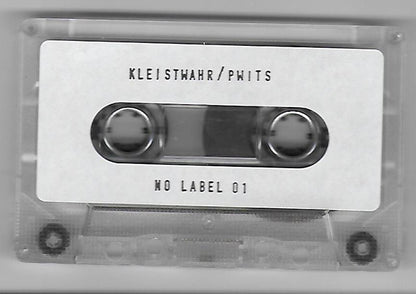 KLEISTWAHR/PWITS
NO LABEL 01